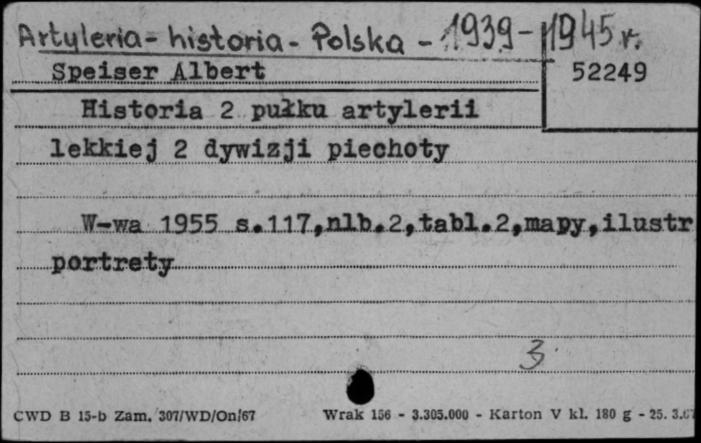 Artyleria - historia - Polska - 1939 - 1945 r.
Speiser Albert
52249
Historia 2 pułku artylerii
lekkiej 2 dywizji piechoty
W-wa 1955 s.117,nlb.2,tabl.2,mapy,ilustr
portrety
3
CWD B 15-b Zam. 307/WD/On/67 Wrak 156 - 3.305.000 - Karton V kl. 180 g - 25. 3.67